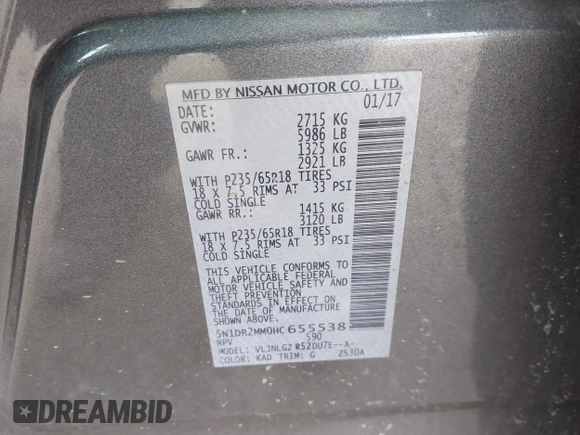 MFD BY NISSAN MOTOR CO., LTD.
DATE: 01/17
GVWR: 2715 KG
5986 LB
GAWR FR.: 1325 KG
2921 LB
WITH P235/65R18 TIRES
18 X 7.5 RIMS AT 33 PSI
COLD SINGLE
GAWR RR.: 1415 KG
3120 LB
WITH P235/65R18 TIRES
18 X 7.5 RIMS AT 33 PSI
COLD SINGLE
THIS VEHICLE CONFORMS TO
ALL APPLICABLE FEDERAL
MOTOR VEHICLE SAFETY AND
THEFT PREVENTION
STANDARDS IN EFFECT ON
THE DATE OF MANUFACTURE
SHOWN ABOVE.
5N1DR2MM0HC655538
MPV 590
MODEL: VLJNLGZ R52DU7E--A-
COLOR: KAD TRIM: G ZS30A
DREAMBID